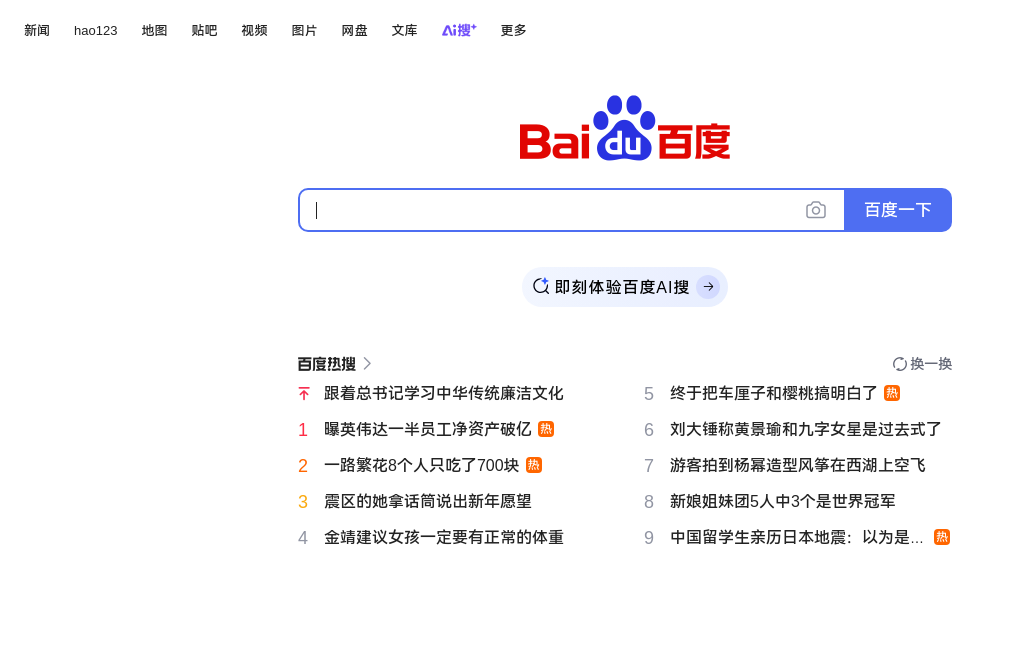 新闻 hao123 地图 贴吧 视频 图片 网盘 文库 Ai搜+ 更多
Bai du 百度
百度一下
即刻体验百度AI搜
百度热搜
换一换
跟着总书记学习中华传统廉洁文化
1 曝英伟达一半员工净资产破亿 热
2 一路繁花8个人只吃了700块 热
3 震区的她拿话筒说出新年愿望
4 金靖建议女孩一定要有正常的体重
5 终于把车厘子和樱桃搞明白了 热
6 刘大锤称黄景瑜和九字女星是过去式了
7 游客拍到杨幂造型风筝在西湖上空飞
8 新娘姐妹团5人中3个是世界冠军
9 中国留学生亲历日本地震：以为是... 热